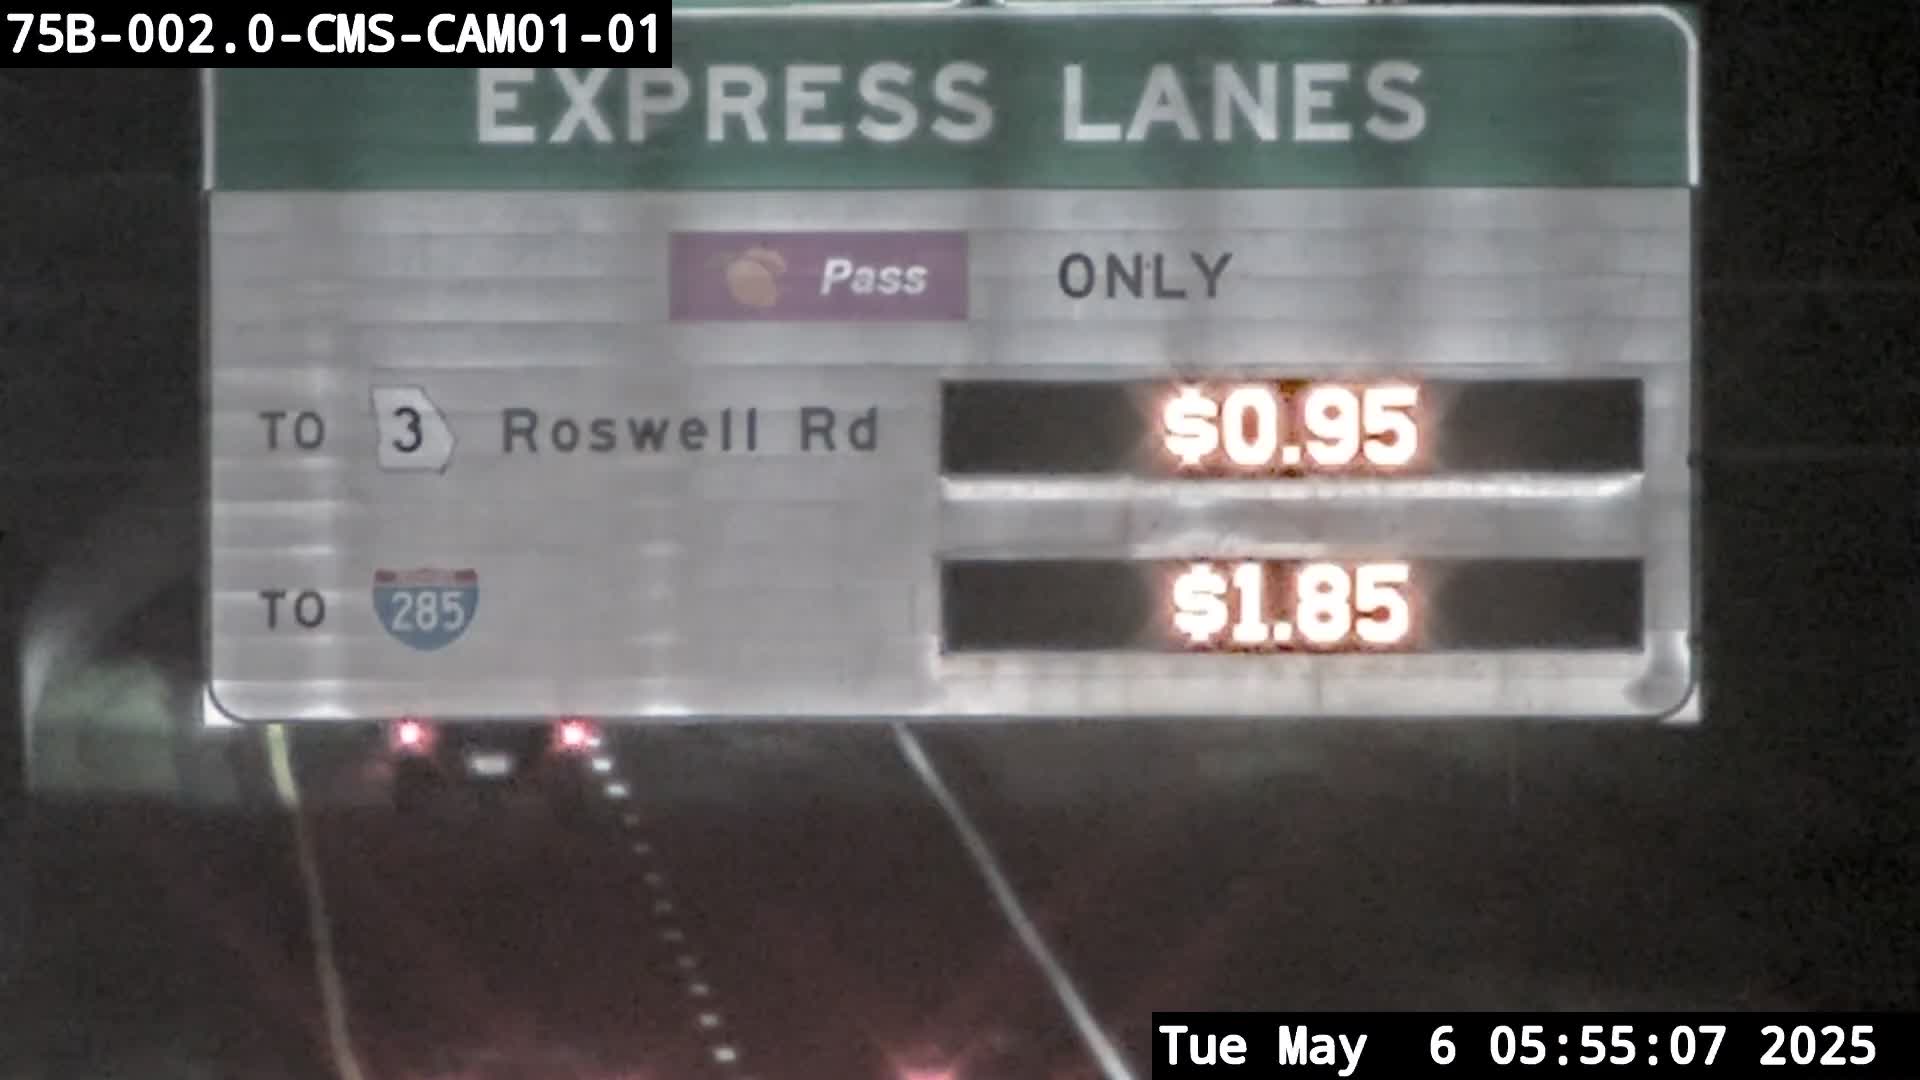 75B-002.0-CMS-CAM01-01
EXPRESS LANES
Pass ONLY
TO 3 Roswell Rd $0.95
TO 285 $1.85
Tue May 6 05:55:07 2025